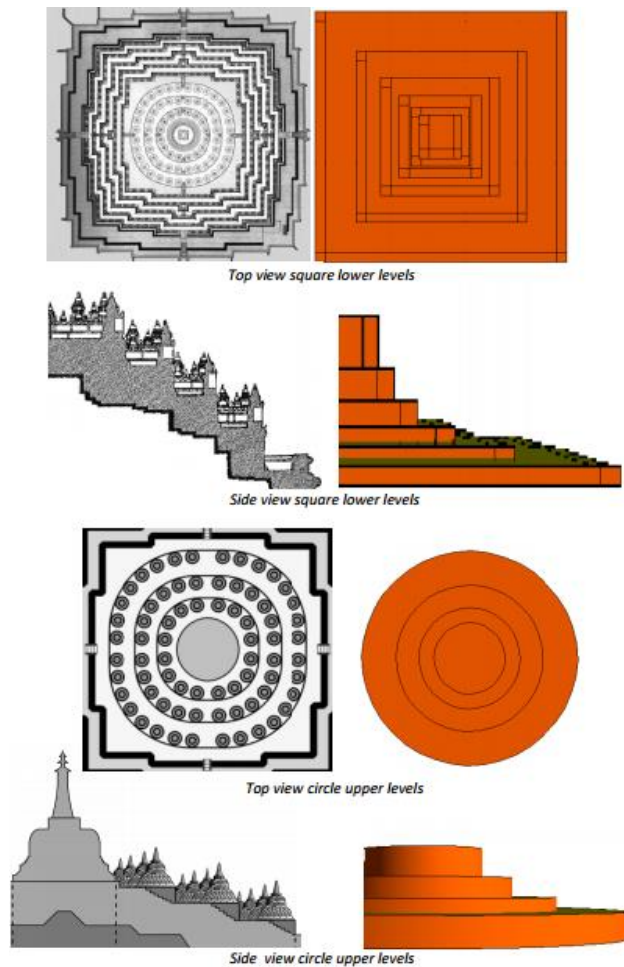 Top view square lower levels
Side view square lower levels
Top view circle upper levels
Side view circle upper levels